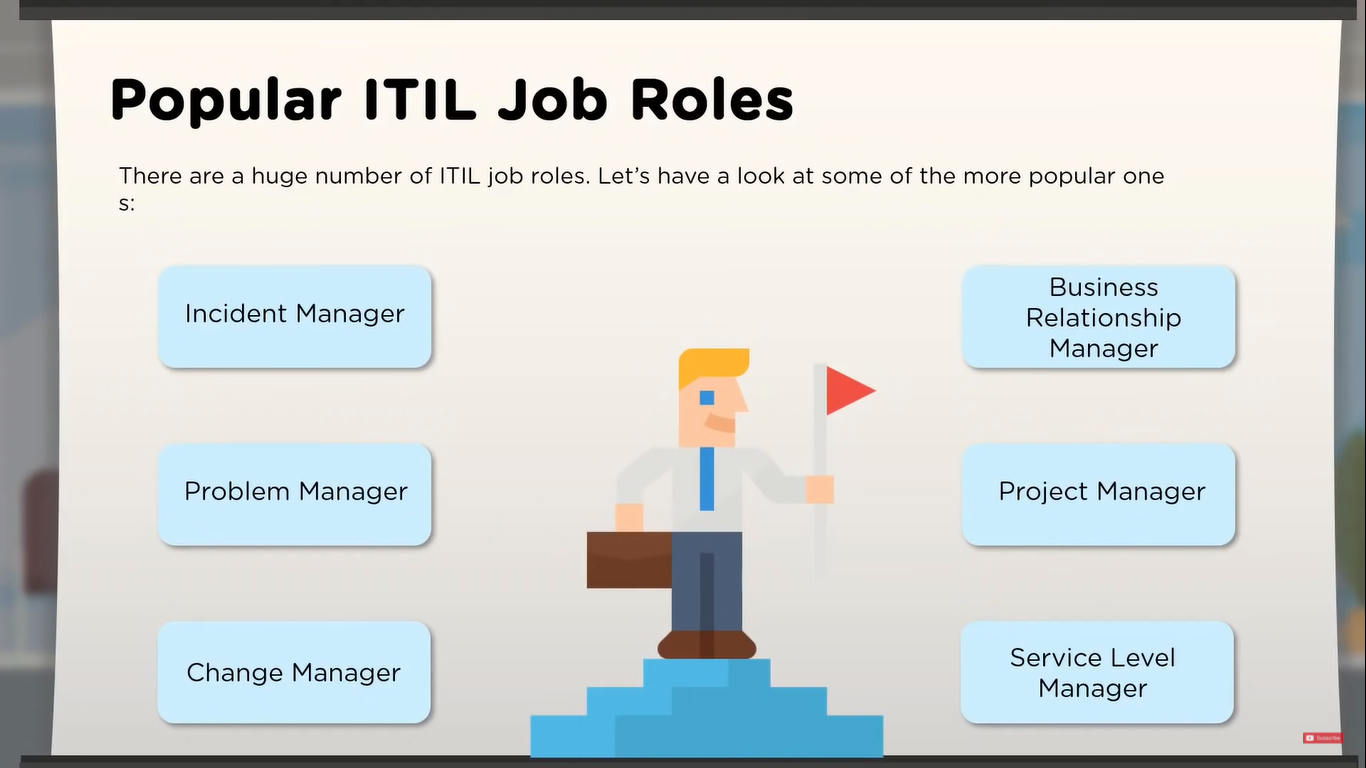 Popular ITIL Job Roles
There are a huge number of ITIL job roles. Let’s have a look at some of the more popular one
s:
Incident Manager
Business
Relationship
Manager
Problem Manager
Project Manager
Change Manager
Service Level
Manager
Subscribe